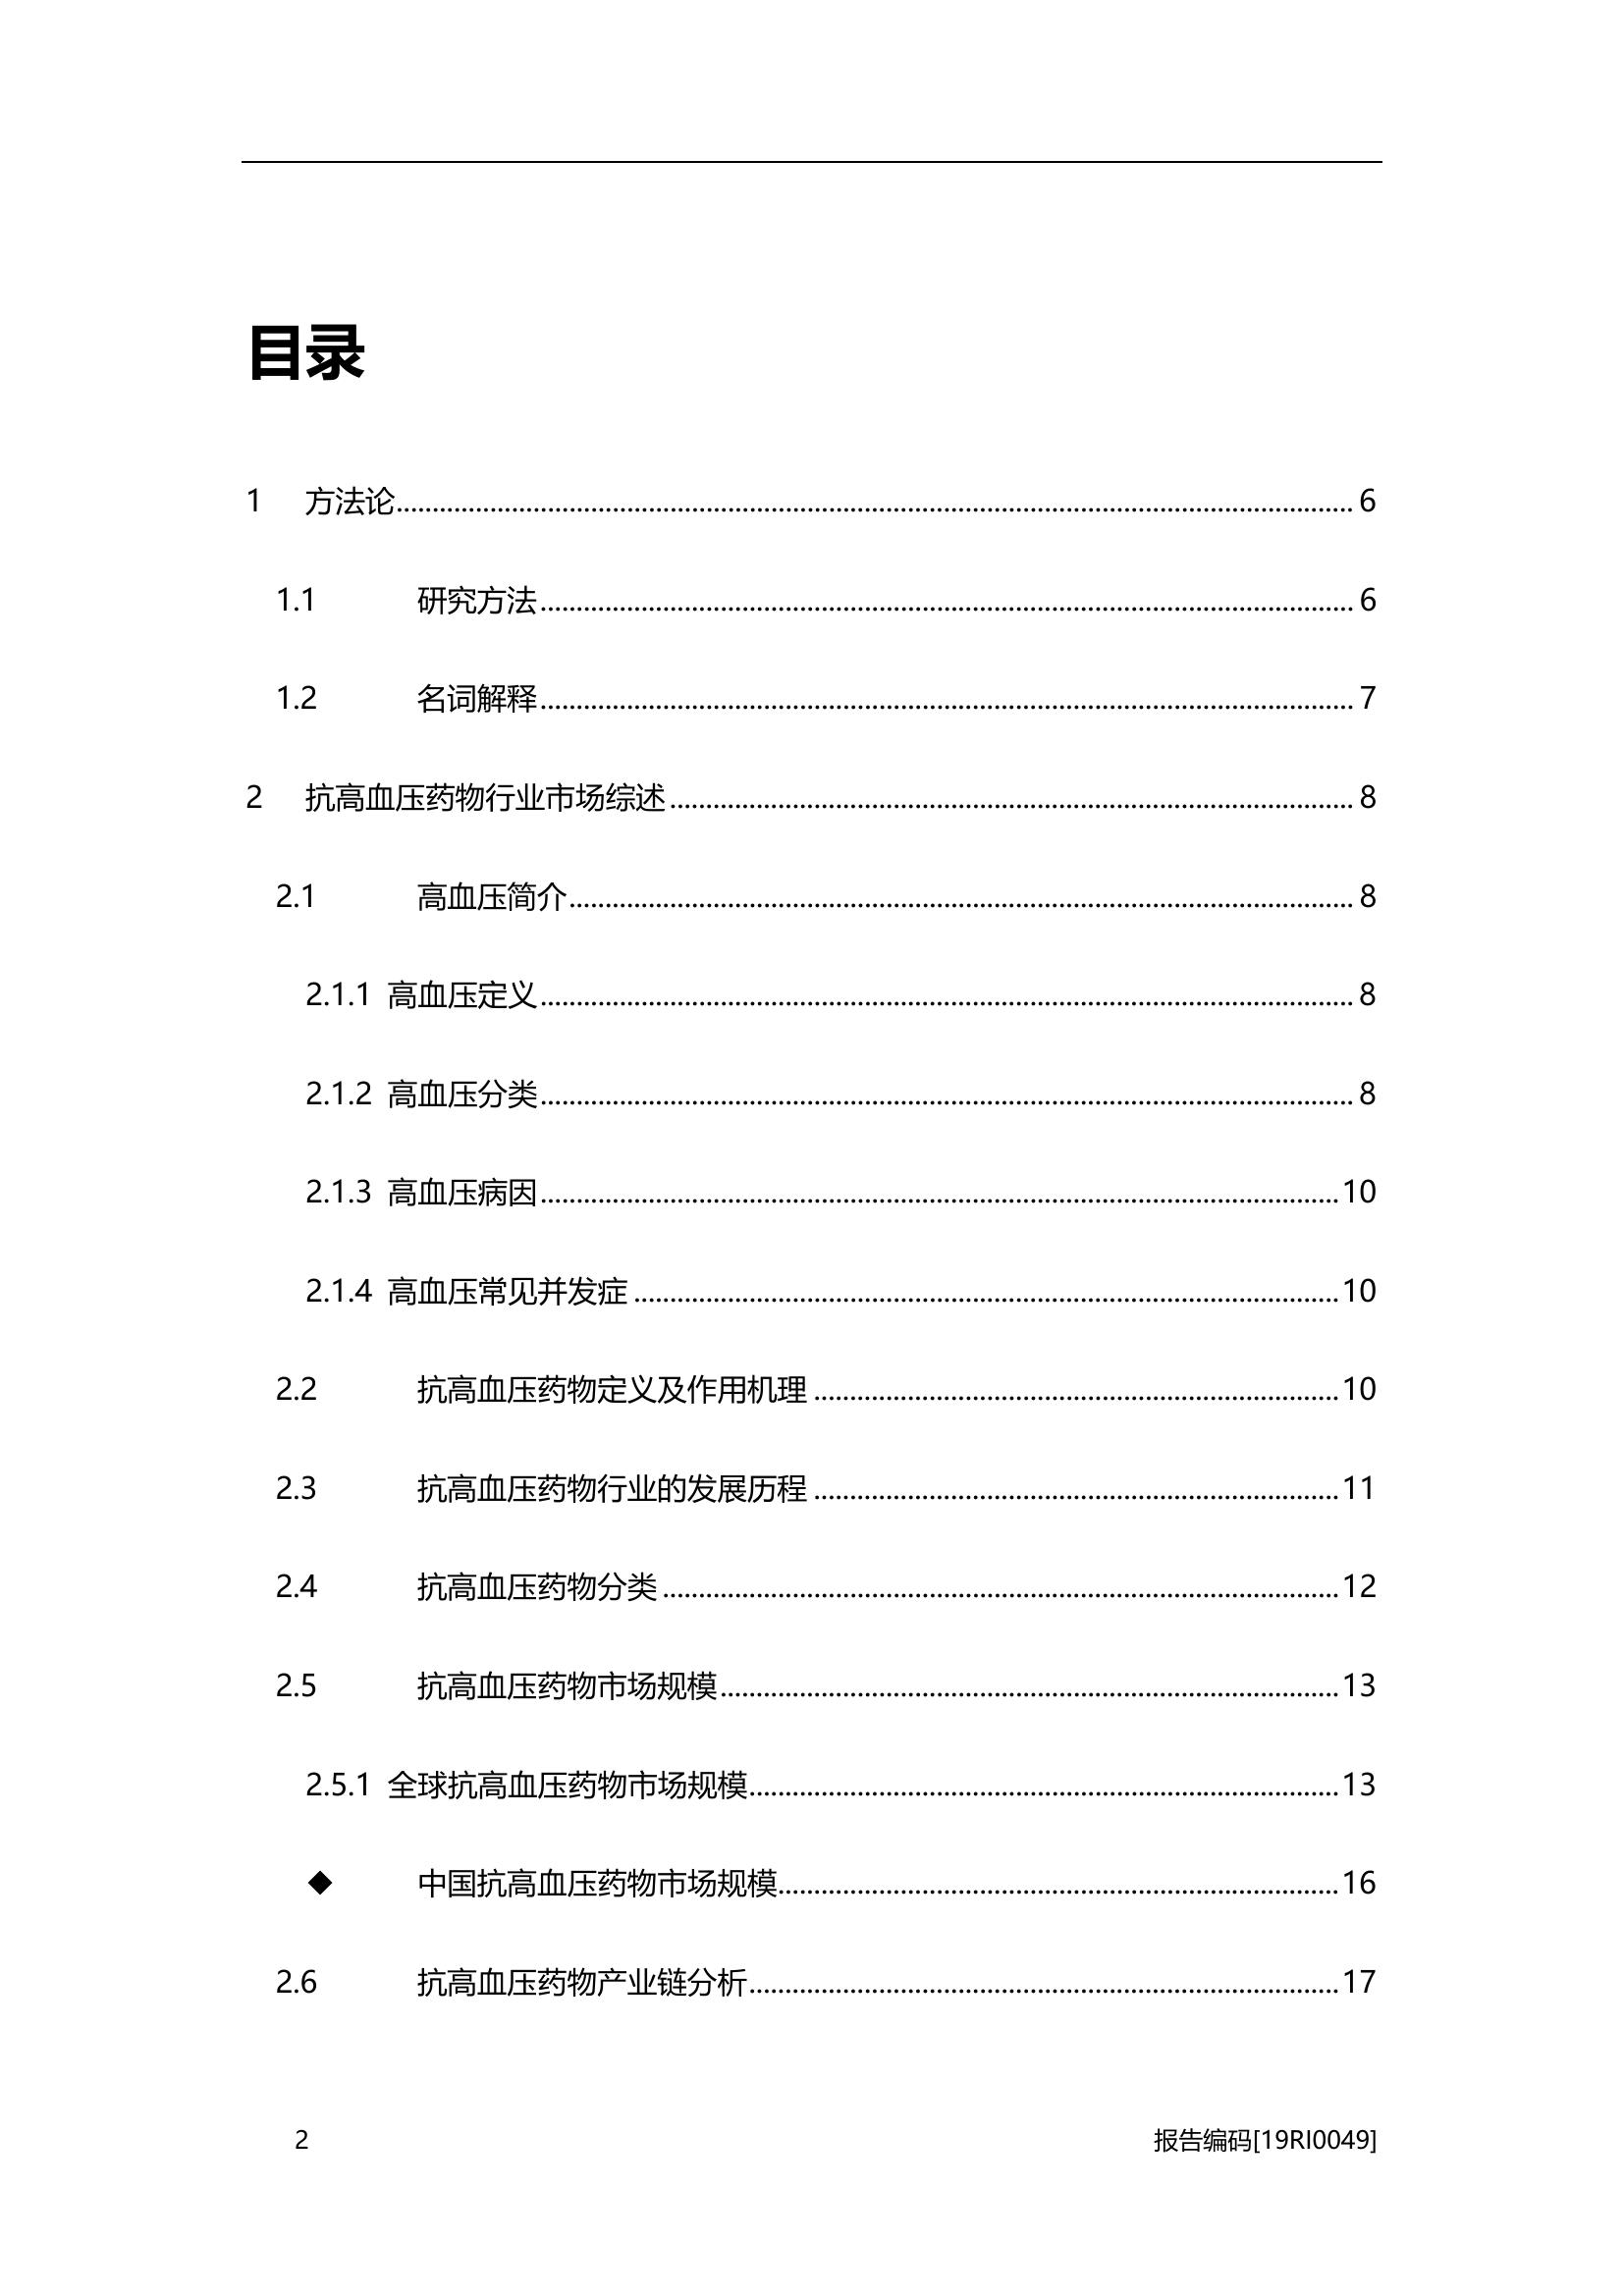 目录
1 方法论........................................ 6
1.1 研究方法........................................ 6
1.2 名词解释........................................ 7
2 抗高血压药物行业市场综述........................................ 8
2.1 高血压简介........................................ 8
2.1.1 高血压定义........................................ 8
2.1.2 高血压分类........................................ 8
2.1.3 高血压病因........................................ 10
2.1.4 高血压常见并发症........................................ 10
2.2 抗高血压药物定义及作用机理........................................ 10
2.3 抗高血压药物行业的发展历程........................................ 11
2.4 抗高血压药物分类........................................ 12
2.5 抗高血压药物市场规模........................................ 13
2.5.1 全球抗高血压药物市场规模........................................ 13
◆ 中国抗高血压药物市场规模........................................ 16
2.6 抗高血压药物产业链分析........................................ 17
2 报告编码[19RI0049]